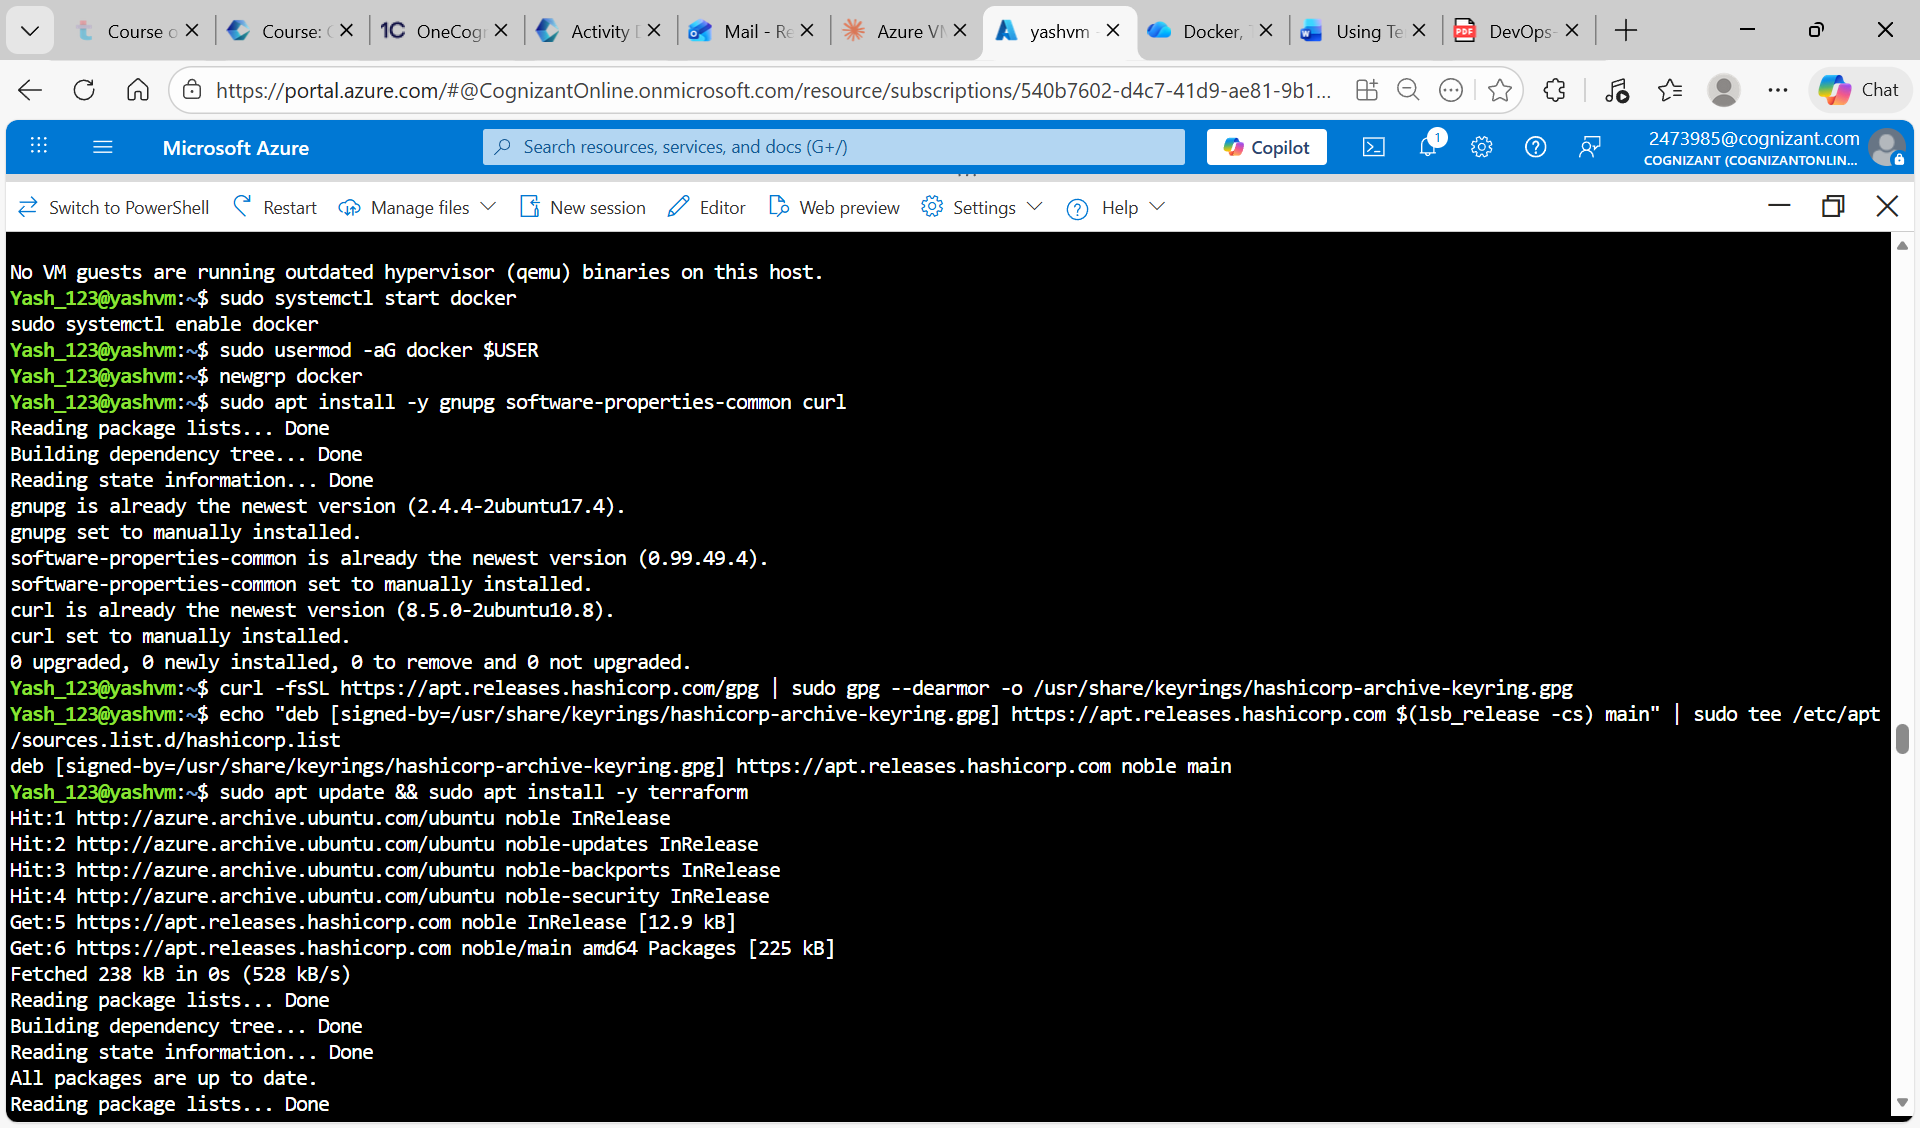 Course o
Course: (
1C OneCog
Activity
Mail - Re
Azure VM
yashvm -
Docker,
Using Te
PDF DevOps-
https://portal.azure.com/#@CognizantOnline.onmicrosoft.com/resource/subscriptions/540b7602-d4c7-41d9-ae81-9b1...
Chat
Microsoft Azure
Search resources, services, and docs (G+/)
Copilot
1
2473985@cognizant.com
COGNIZANT (COGNIZANTONLIN...
Switch to PowerShell
Restart
Manage files
New session
Editor
Web preview
Settings
Help
No VM guests are running outdated hypervisor (qemu) binaries on this host.
Yash_123@yashvm:~$ sudo systemctl start docker
sudo systemctl enable docker
Yash_123@yashvm:~$ sudo usermod -aG docker $USER
Yash_123@yashvm:~$ newgrp docker
Yash_123@yashvm:~$ sudo apt install -y gnupg software-properties-common curl
Reading package lists... Done
Building dependency tree... Done
Reading state information... Done
gnupg is already the newest version (2.4.4-2ubuntu17.4).
gnupg set to manually installed.
software-properties-common is already the newest version (0.99.49.4).
software-properties-common set to manually installed.
curl is already the newest version (8.5.0-2ubuntu10.8).
curl set to manually installed.
0 upgraded, 0 newly installed, 0 to remove and 0 not upgraded.
Yash_123@yashvm:~$ curl -fsSL https://apt.releases.hashicorp.com/gpg | sudo gpg --dearmor -o /usr/share/keyrings/hashicorp-archive-keyring.gpg
Yash_123@yashvm:~$ echo "deb [signed-by=/usr/share/keyrings/hashicorp-archive-keyring.gpg] https://apt.releases.hashicorp.com $(lsb_release -cs) main" | sudo tee /etc/apt
/sources.list.d/hashicorp.list
deb [signed-by=/usr/share/keyrings/hashicorp-archive-keyring.gpg] https://apt.releases.hashicorp.com noble main
Yash_123@yashvm:~$ sudo apt update && sudo apt install -y terraform
Hit:1 http://azure.archive.ubuntu.com/ubuntu noble InRelease
Hit:2 http://azure.archive.ubuntu.com/ubuntu noble-updates InRelease
Hit:3 http://azure.archive.ubuntu.com/ubuntu noble-backports InRelease
Hit:4 http://azure.archive.ubuntu.com/ubuntu noble-security InRelease
Get:5 https://apt.releases.hashicorp.com noble InRelease [12.9 kB]
Get:6 https://apt.releases.hashicorp.com noble/main amd64 Packages [225 kB]
Fetched 238 kB in 0s (528 kB/s)
Reading package lists... Done
Building dependency tree... Done
Reading state information... Done
All packages are up to date.
Reading package lists... Done